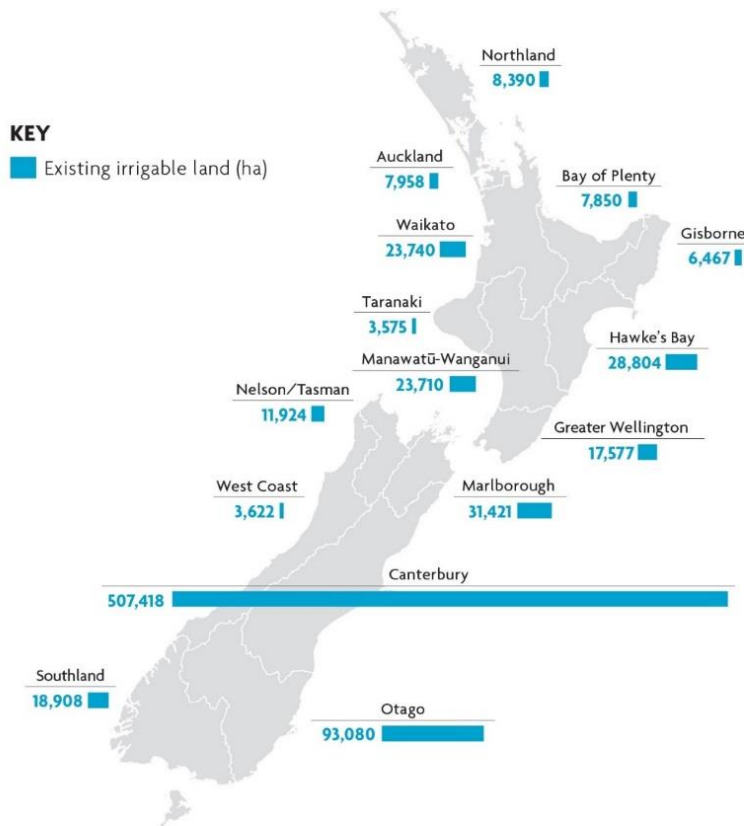 Northland
8,390
KEY
Existing irrigable land (ha)
Auckland
7,958
Bay of Plenty
7,850
Waikato
23,740
Gisborne
6,467
Taranaki
3,575
Hawke's Bay
28,804
Manawatū-Wanganui
23,710
Nelson/Tasman
11,924
Greater Wellington
17,577
West Coast
3,622
Marlborough
31,421
Canterbury
507,418
Southland
18,908
Otago
93,080